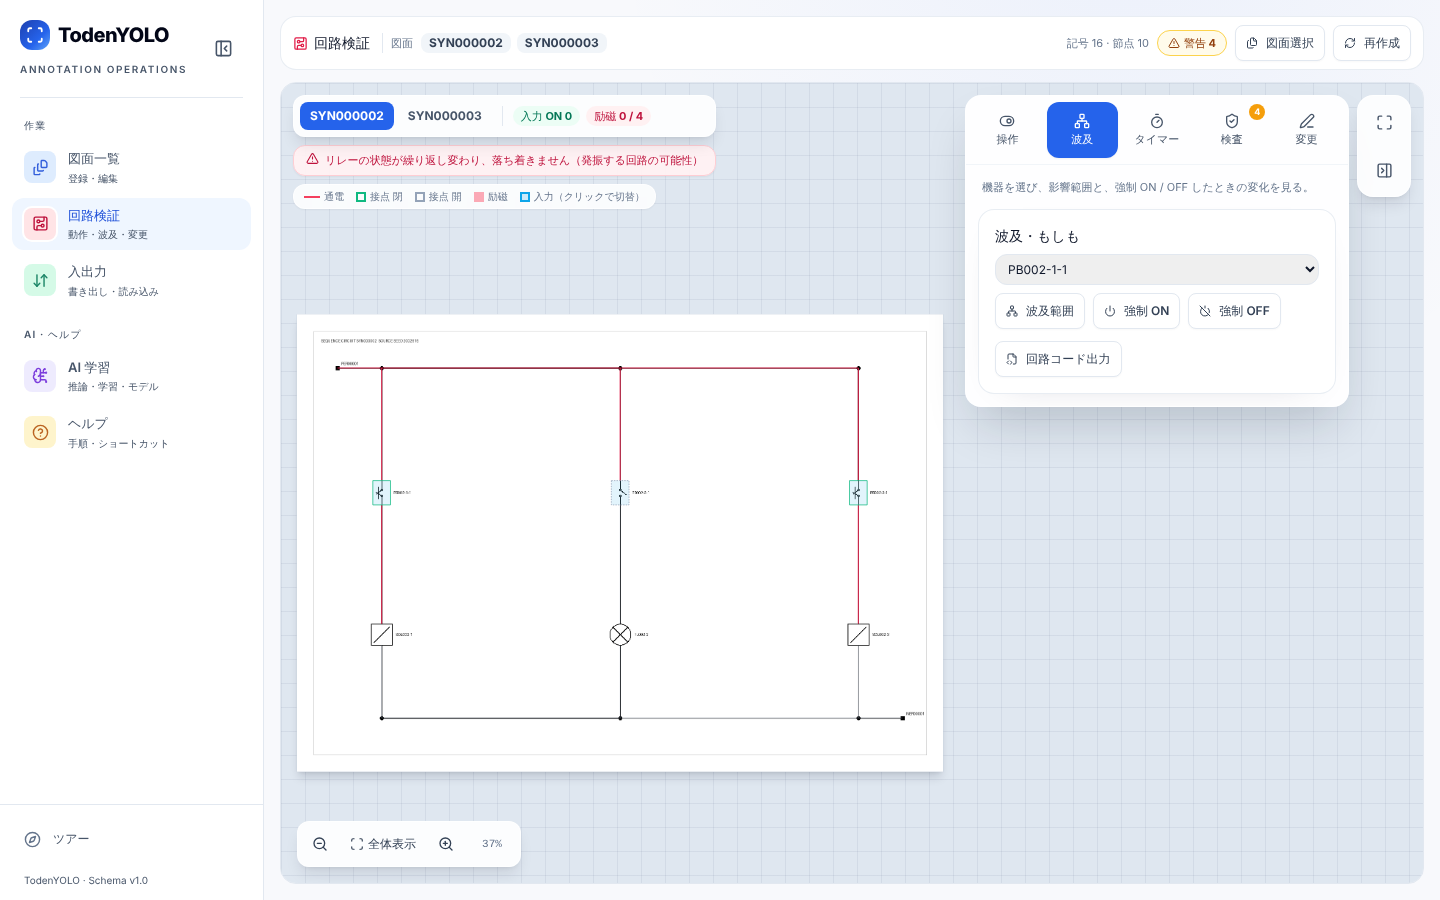 TodenYOLO
ANNOTATION OPERATIONS
作業
図面一覧
登録・編集
回路検証
動作・波及・変更
入出力
書き出し・読み込み
AI・ヘルプ
AI 学習
推論・学習・モデル
ヘルプ
手順・ショートカット
ツアー
TodenYOLO · Schema v1.0
回路検証 図面 SYN000002 SYN000003
記号 16 · 節点 10 警告 4 図面選択 再作成
SYN000002 SYN000003 入力 ON 0 励磁 0 / 4
リレーの状態が繰り返し変わり、落ち着きません（発振する回路の可能性）
通電 接点 閉 接点 開 励磁 入力（クリックで切替）
操作 波及 タイマー 4 検査 変更
機器を選び、影響範囲と、強制 ON / OFF したときの変化を見る。
波及・もしも
PB002-1-1
波及範囲 強制 ON 強制 OFF
回路コード出力
全体表示 37%